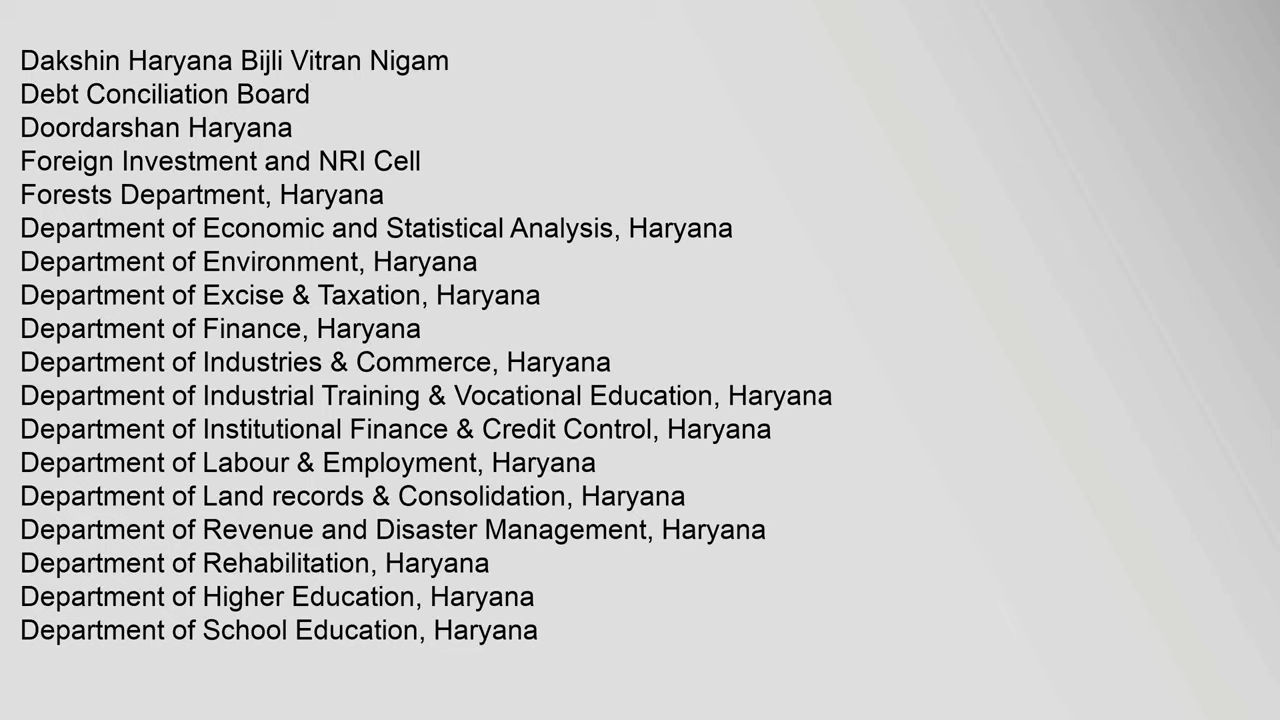 Dakshin Haryana Bijli Vitran Nigam
Debt Conciliation Board
Doordarshan Haryana
Foreign Investment and NRI Cell
Forests Department, Haryana
Department of Economic and Statistical Analysis, Haryana
Department of Environment, Haryana
Department of Excise & Taxation, Haryana
Department of Finance, Haryana
Department of Industries & Commerce, Haryana
Department of Industrial Training & Vocational Education, Haryana
Department of Institutional Finance & Credit Control, Haryana
Department of Labour & Employment, Haryana
Department of Land records & Consolidation, Haryana
Department of Revenue and Disaster Management, Haryana
Department of Rehabilitation, Haryana
Department of Higher Education, Haryana
Department of School Education, Haryana